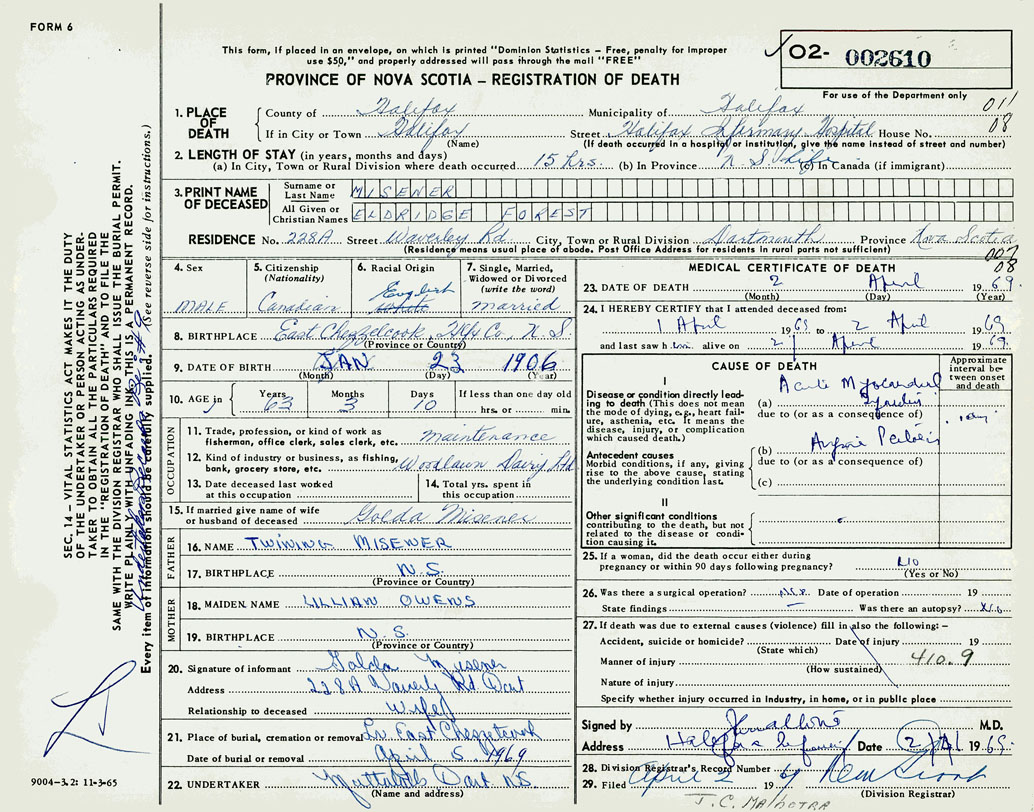 FORM 6
This form, if placed in an envelope, on which is printed "Dominion Statistics – Free, penalty for improper
use $50," and properly addressed will pass through the mail "FREE"
PROVINCE OF NOVA SCOTIA – REGISTRATION OF DEATH
02- 002610
For use of the Department only
011
08
1. PLACE OF DEATH
County of Halifax Municipality of Halifax
If in City or Town Halifax Street Halifax Infirmary Hospital House No.
(Name) (If death occurred in a hospital or institution, give the name instead of street and number)
2. LENGTH OF STAY (in years, months and days)
(a) In City, Town or Rural Division where death occurred 15 hrs. (b) In Province N S Life (c) In Canada (if immigrant)
3. PRINT NAME OF DECEASED
Surname or Last Name MISENER
All Given or Christian Names ELDRIDGE FOREST
RESIDENCE No. 228A Street Waverley Rd City, Town or Rural Division Dartmouth Province Nova Scotia
(Residence means usual place of abode. Post Office Address for residents in rural parts not sufficient)
002
08
4. Sex MALE
5. Citizenship (Nationality) Canadian
6. Racial Origin English white
7. Single, Married, Widowed or Divorced (write the word) married
8. BIRTHPLACE East Chezzetcook, Hfx Co, N S
(Province or Country)
9. DATE OF BIRTH JAN 23 1906
(Month) (Day) (Year)
10. AGE in Years 63 Months 3 Days 10 If less than one day old
hrs. or min.
OCCUPATION
11. Trade, profession, or kind of work as fisherman, office clerk, sales clerk, etc. maintenance
12. Kind of industry or business, as fishing, bank, grocery store, etc. Woodlawn Dairy Ltd
13. Date deceased last worked at this occupation
14. Total yrs. spent in this occupation
15. If married give name of wife or husband of deceased Golda Misener
FATHER
16. NAME TWINING MISENER
17. BIRTHPLACE N.S.
(Province or Country)
MOTHER
18. MAIDEN NAME LILLIAN OWENS
19. BIRTHPLACE N. S.
(Province or Country)
20. Signature of informant Golda Misener
Address 228A Waverly Rd Dart
Relationship to deceased Wife
21. Place of burial, cremation or removal East Chezzetcook
Date of burial or removal April 5, 1969
22. UNDERTAKER Dart. N.S.
(Name and address)
MEDICAL CERTIFICATE OF DEATH
23. DATE OF DEATH 2 April 1969.
(Month) (Day) (Year)
24. I HEREBY CERTIFY that I attended deceased from:
1 April 1969 to 2 April 1969
and last saw him alive on 2 April 1969.
CAUSE OF DEATH
Approximate interval between onset and death
I
Disease or condition directly leading to death (This does not mean the mode of dying, e.g., heart failure, asthenia, etc. It means the disease, injury, or complication which caused death.)
(a) Acute Myocardial
due to (or as a consequence of)
1 day
Antecedent causes
Morbid conditions, if any, giving rise to the above cause, stating the underlying condition last.
(b)
due to (or as a consequence of)
(c)
II
Other significant conditions
contributing to the death, but not related to the disease or condition causing it.
25. If a woman, did the death occur either during pregnancy or within 90 days following pregnancy? no
(Yes or No)
26. Was there a surgical operation? no Date of operation 19
State findings – Was there an autopsy? No
27. If death was due to external causes (violence) fill in also the following:–
Accident, suicide or homicide? Date of injury 19
(State which)
Manner of injury 410.9
(How sustained)
Nature of injury
Specify whether injury occurred in Industry, in home, or in public place
Signed by M.D.
Address Halifax Infirmary Date 2/4/ 1969.
28. Division Registrar's Record Number
29. Filed April 2 19 by
(Division Registrar)
J. C. MALHOTRA
SEC. 14 – VITAL STATISTICS ACT MAKES IT THE DUTY
OF THE UNDERTAKER OR PERSON ACTING AS UNDER-
TAKER TO OBTAIN ALL THE PARTICULARS REQUIRED
IN THE "REGISTRATION OF DEATH" AND TO FILE THE
SAME WITH THE DIVISION REGISTRAR WHO SHALL ISSUE THE BURIAL PERMIT.
WRITE PLAINLY WITH UNFADING INK, THIS IS A PERMANENT RECORD.
Every item of information should be carefully supplied. (See reverse side for instructions.)
9004–3.2: 11-3-65